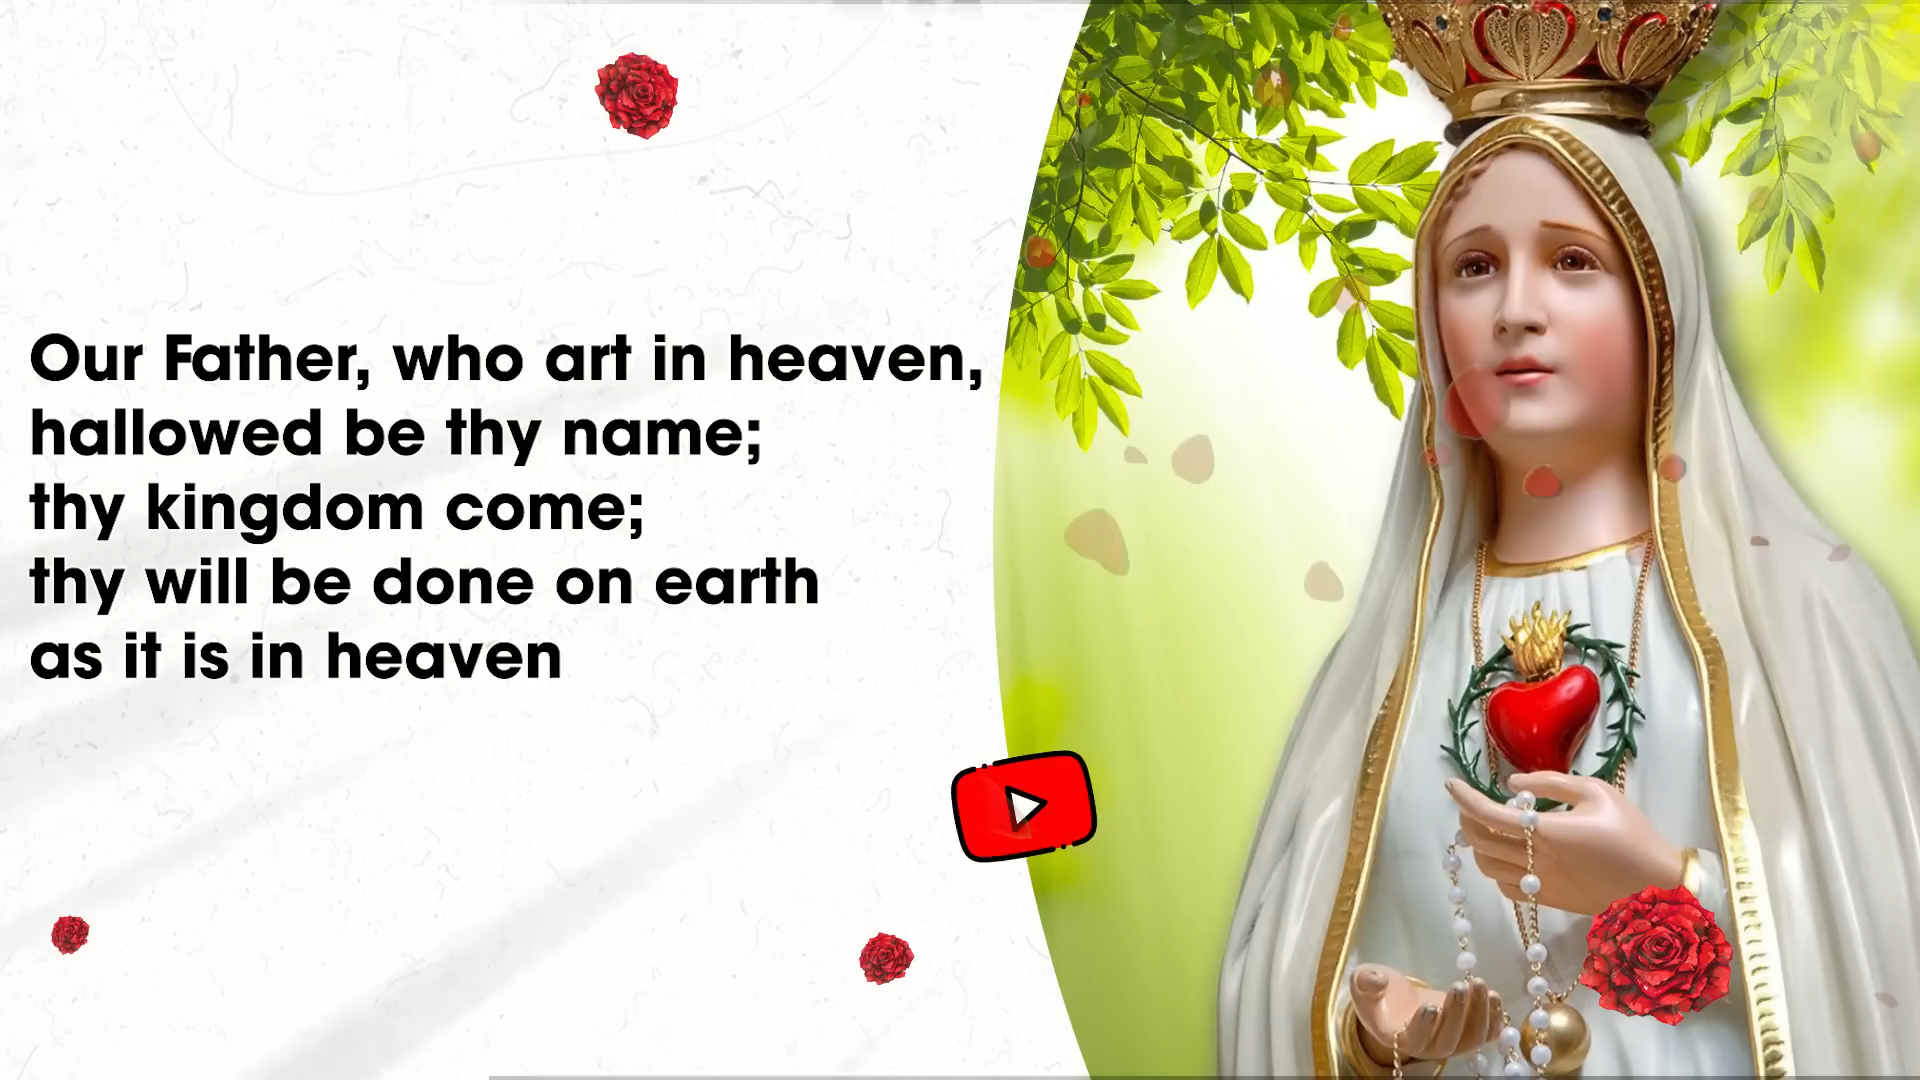 Our Father, who art in heaven,
hallowed be thy name;
thy kingdom come;
thy will be done on earth
as it is in heaven